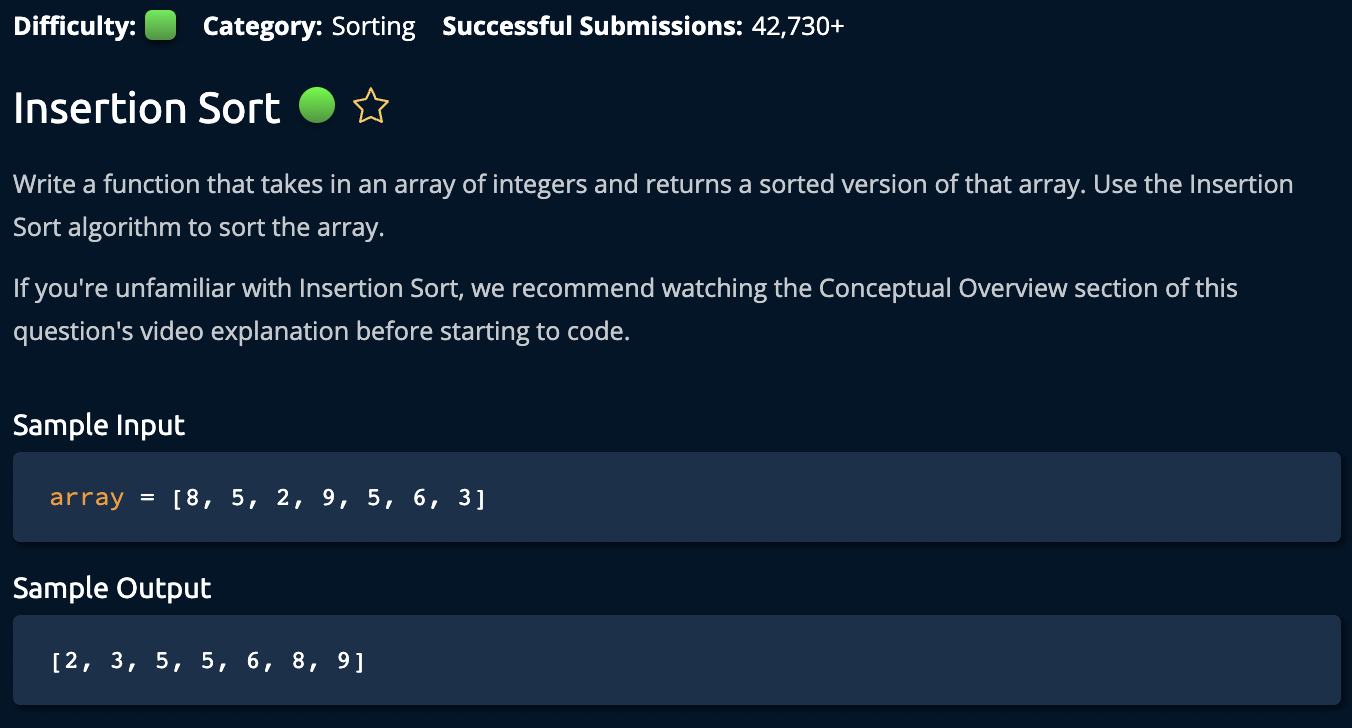 Difficulty: Category: Sorting Successful Submissions: 42,730+
Insertion Sort
Write a function that takes in an array of integers and returns a sorted version of that array. Use the Insertion
Sort algorithm to sort the array.
If you're unfamiliar with Insertion Sort, we recommend watching the Conceptual Overview section of this
question's video explanation before starting to code.
Sample Input
array = [8, 5, 2, 9, 5, 6, 3]
Sample Output
[2, 3, 5, 5, 6, 8, 9]